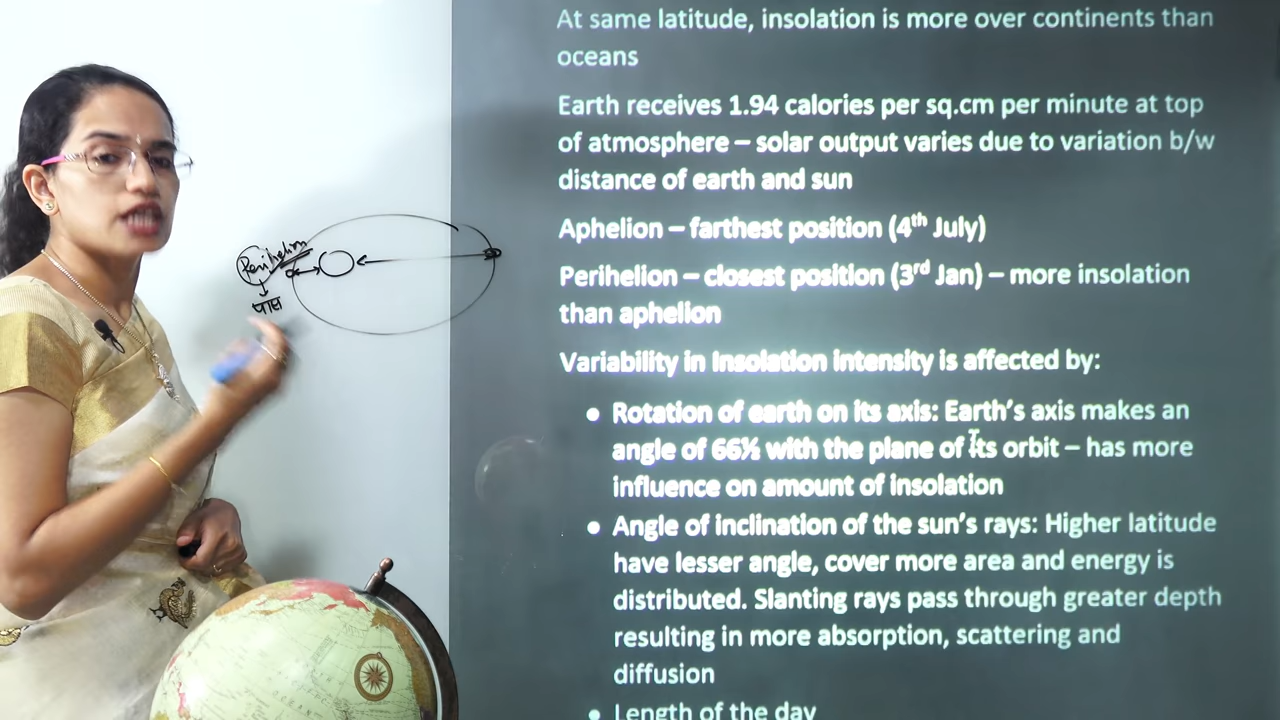 At same latitude, insolation is more over continents than
oceans
Earth receives 1.94 calories per sq.cm per minute at top
of atmosphere – solar output varies due to variation b/w
distance of earth and sun
Aphelion – farthest position (4th July)
Perihelion – closest position (3rd Jan) – more insolation
than aphelion
Variability in Insolation intensity is affected by:
• Rotation of earth on its axis: Earth's axis makes an
angle of 66½ with the plane of its orbit – has more
influence on amount of insolation
• Angle of inclination of the sun's rays: Higher latitude
have lesser angle, cover more area and energy is
distributed. Slanting rays pass through greater depth
resulting in more absorption, scattering and
diffusion
• Length of the day
Perihelion
पास